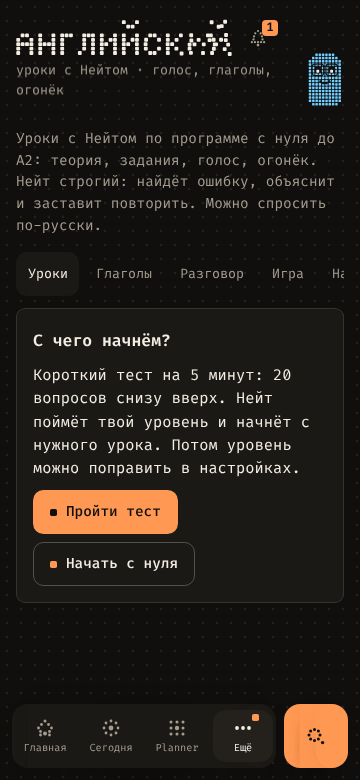 английский
1
уроки с Нейтом · голос, глаголы,
огонёк
Уроки с Нейтом по программе с нуля до
А2: теория, задания, голос, огонёк.
Нейт строгий: найдёт ошибку, объяснит
и заставит повторить. Можно спросить
по-русски.
Уроки Глаголы Разговор Игра На
С чего начнём?
Короткий тест на 5 минут: 20
вопросов снизу вверх. Нейт
поймёт твой уровень и начнёт с
нужного урока. Потом уровень
можно поправить в настройках.
Пройти тест
Начать с нуля
Главная Сегодня Planner Ещё